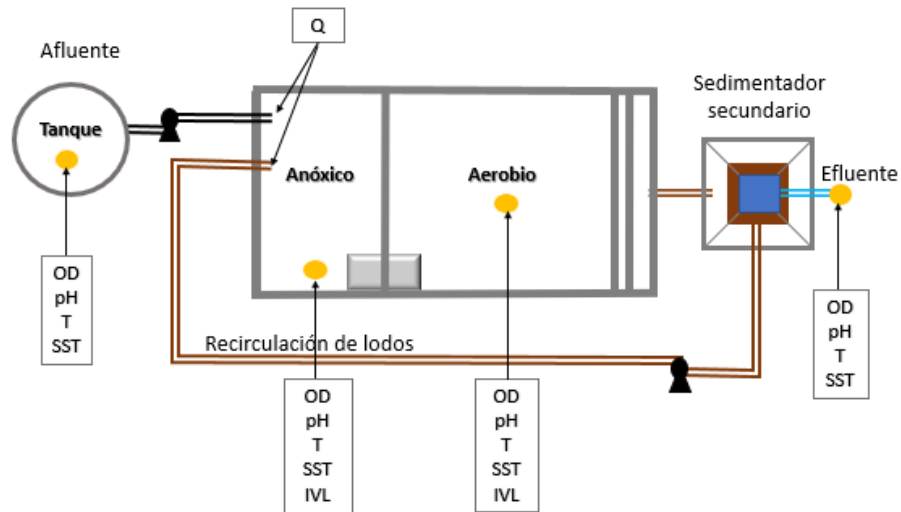 Q
Afluente
Sedimentador
secundario
Tanque
Anóxico
Aerobio
Efluente
OD
pH
T
SST
Recirculación de lodos
OD
pH
T
SST
IVL
OD
pH
T
SST
IVL
OD
pH
T
SST